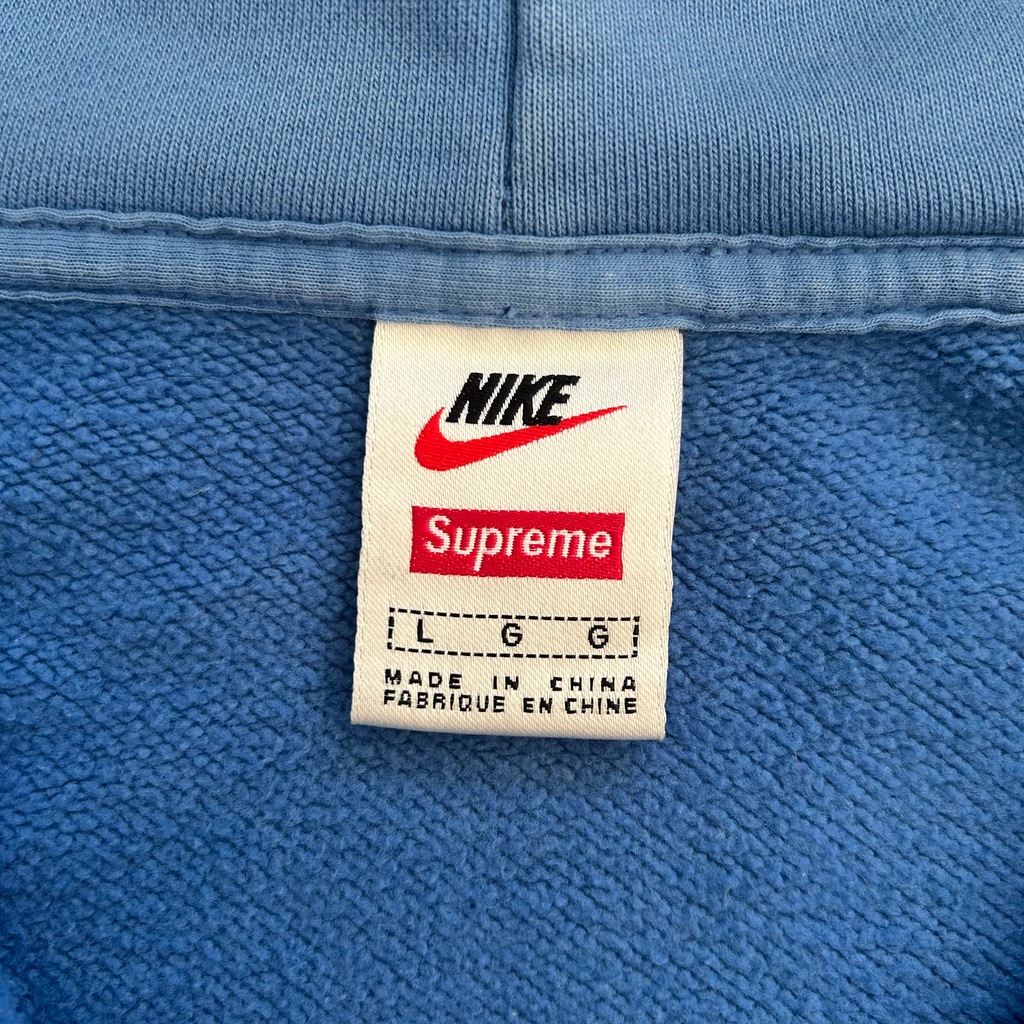 NIKE
Supreme
L G G
MADE IN CHINA
FABRIQUE EN CHINE